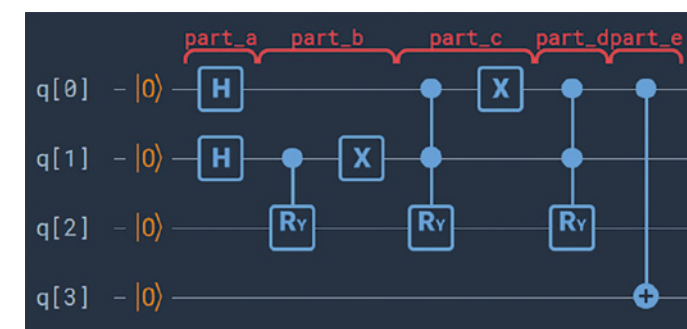 part_a part_b part_c part_d part_e
q[0] – |0⟩ H X
q[1] – |0⟩ H X
q[2] – |0⟩ RY RY RY
q[3] – |0⟩ +